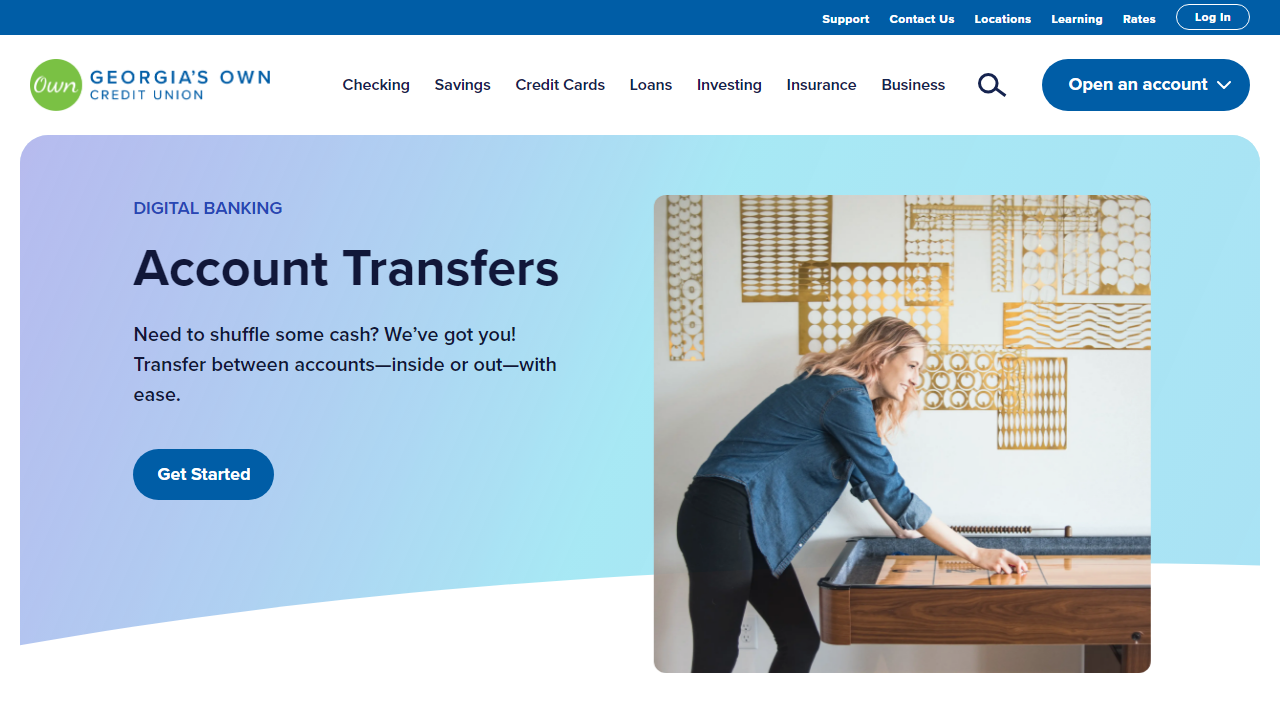 Support Contact Us Locations Learning Rates Log In
Own GEORGIA'S OWN
CREDIT UNION
Checking Savings Credit Cards Loans Investing Insurance Business Open an account
DIGITAL BANKING
Account Transfers
Need to shuffle some cash? We’ve got you!
Transfer between accounts—inside or out—with
ease.
Get Started